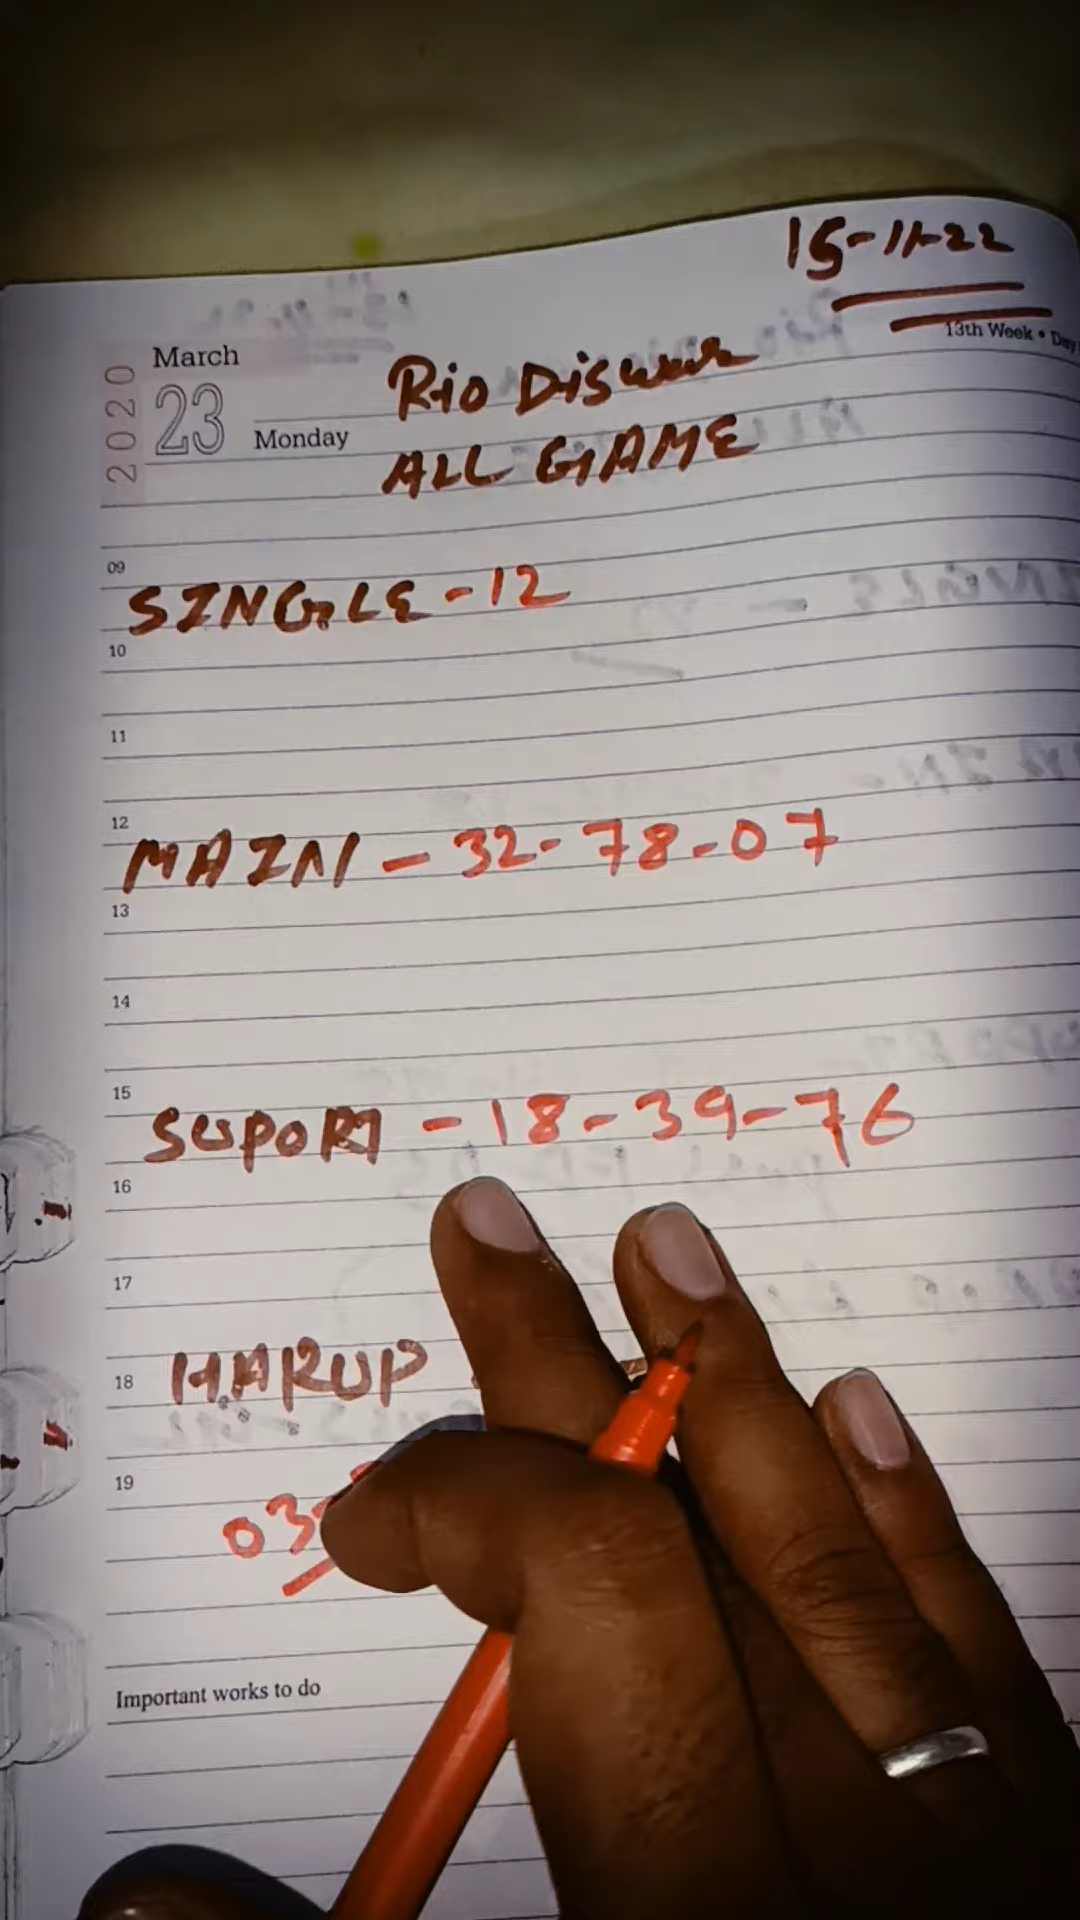 15-11-22
13th Week • Day
2020
March
23
Monday
Rio Diswar
ALL GAME
09
SINGLE - 12
10
11
12
MAIN - 32 - 78 - 07
13
14
15
SUPORT - 18 - 39 - 76
16
17
18
HARUP
19
03
Important works to do